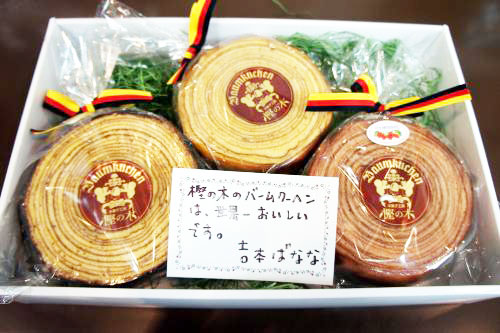 Baumkuchen
樫の木
Baumkuchen
樫の木
Baumkuchen
樫の木
樫の木のバームクーヘン
は、世界一おいしい
です。
吉本ばなな